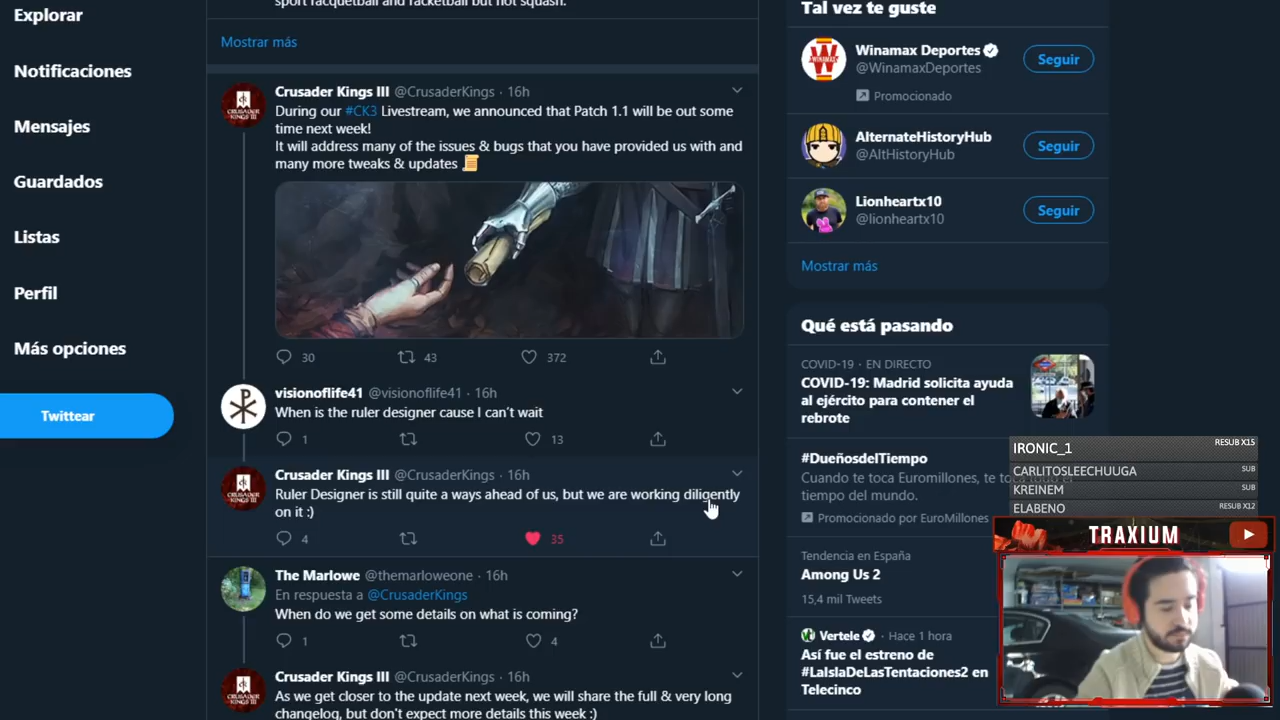 Explorar
Notificaciones
Mensajes
Guardados
Listas
Perfil
Más opciones
Twittear
sport racquetball and racketball but not squash.
Mostrar más
Crusader Kings III @CrusaderKings · 16h
During our #CK3 Livestream, we announced that Patch 1.1 will be out some
time next week!
It will address many of the issues & bugs that you have provided us with and
many more tweaks & updates
30 43 372
visionoflife41 @visionoflife41 · 16h
When is the ruler designer cause I can't wait
1 13
Crusader Kings III @CrusaderKings · 16h
Ruler Designer is still quite a ways ahead of us, but we are working diligently
on it :)
4 35
The Marlowe @themarloweone · 16h
En respuesta a @CrusaderKings
When do we get some details on what is coming?
1 4
Crusader Kings III @CrusaderKings · 16h
As we get closer to the update next week, we will share the full & very long
changelog, but don't expect more details this week :)
Tal vez te guste
WINAMAX
Winamax Deportes
@WinamaxDeportes
Seguir
Promocionado
AlternateHistoryHub
@AltHistoryHub
Seguir
Lionheartx10
@lionheartx10
Seguir
Mostrar más
Qué está pasando
COVID-19 · EN DIRECTO
COVID-19: Madrid solicita ayuda
al ejército para contener el
rebrote
#DueñosdelTiempo
Cuando te toca Euromillones, te toca todo el
tiempo del mundo.
Promocionado por EuroMillones
Tendencia en España
Among Us 2
15,4 mil Tweets
Vertele · Hace 1 hora
Así fue el estreno de
#LaIslaDeLasTentaciones2 en
Telecinco
IRONIC_1 RESUB X15
CARLITOSLEECHUUGA SUB
KREINEM SUB
ELABENO RESUB X12
TRAXIUM